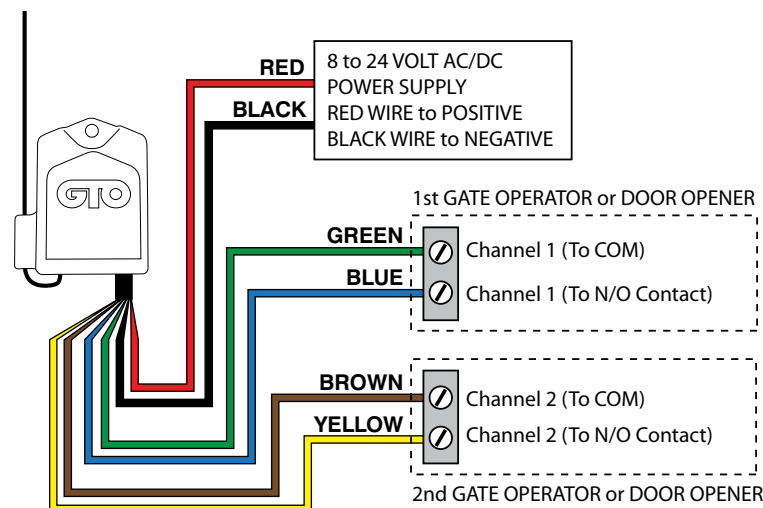 RED
BLACK
8 to 24 VOLT AC/DC
POWER SUPPLY
RED WIRE to POSITIVE
BLACK WIRE to NEGATIVE
GTO
1st GATE OPERATOR or DOOR OPENER
GREEN
Channel 1 (To COM)
BLUE
Channel 1 (To N/O Contact)
BROWN
Channel 2 (To COM)
YELLOW
Channel 2 (To N/O Contact)
2nd GATE OPERATOR or DOOR OPENER